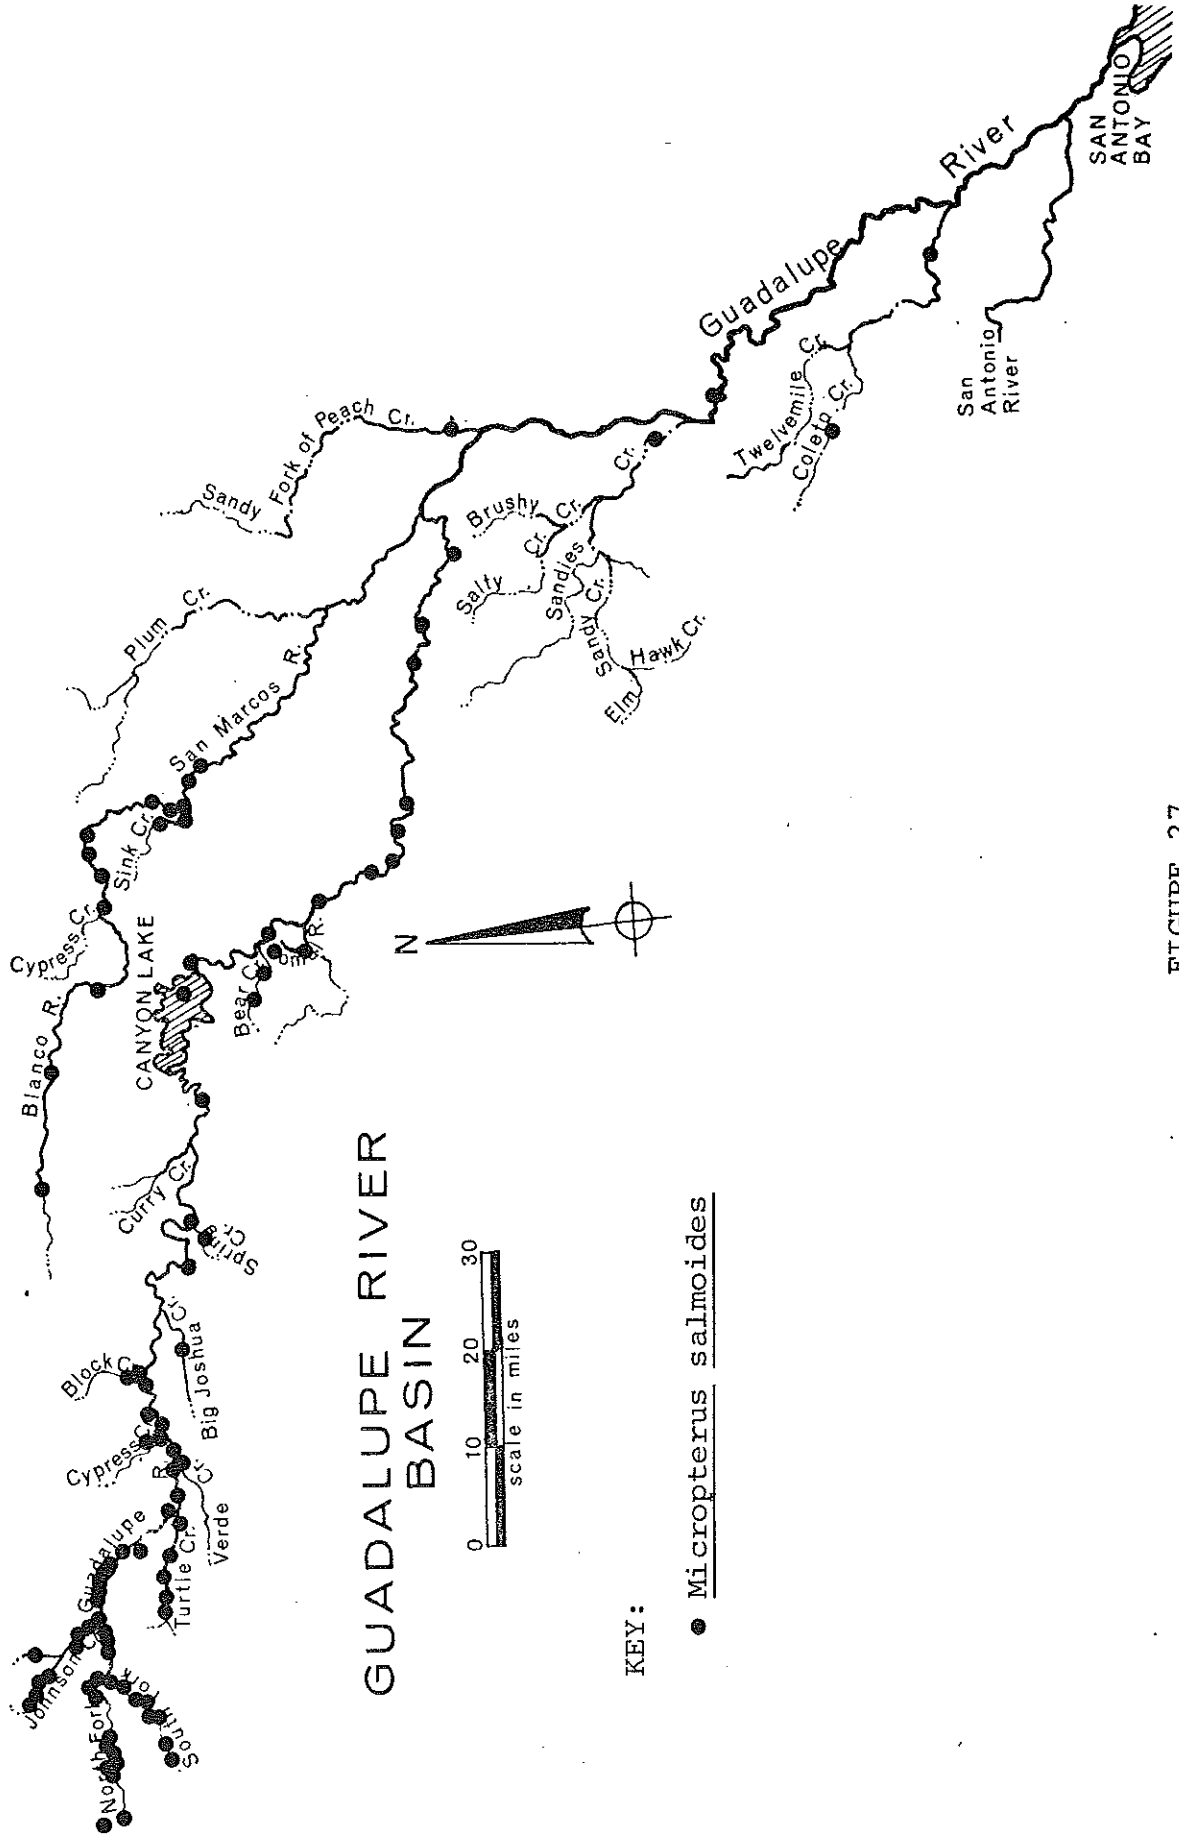 GUADALUPE RIVER
BASIN
0 10 20 30
scale in miles
KEY:
Micropterus salmoides
N
North Fork
South Fork
Johnson C
Guadalupe
R.
Turtle Cr.
Verde
Cr.
Cypress C
Block C
Big Joshua
Cr.
Spring
Cr.
Curry Cr.
CANYON LAKE
Blanco R.
Cypress Cr.
Sink Cr.
Bear C
R.
San Marcos R.
Plum Cr.
Sandy
Fork of Peach Cr.
Brushy
Cr.
Salty
Cr.
Sandies
Cr.
Sandy Cr.
Elm
Hawk Cr.
Guadalupe
River
Twelvemile Cr.
Coleto Cr.
San
Antonio
River
SAN
ANTONIO
BAY
FIGURE 27